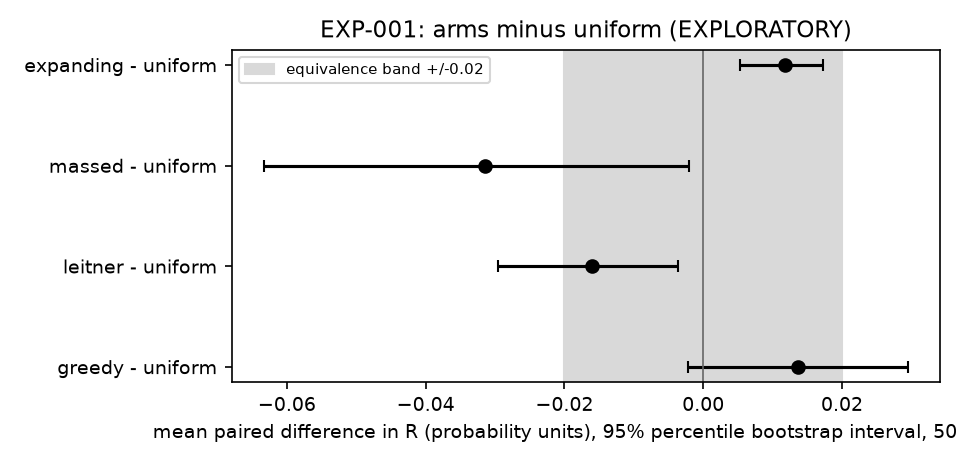 EXP-001: arms minus uniform (EXPLORATORY)
equivalence band +/-0.02
expanding - uniform
massed - uniform
leitner - uniform
greedy - uniform
−0.06 −0.04 −0.02 0.00 0.02
mean paired difference in R (probability units), 95% percentile bootstrap interval, 50